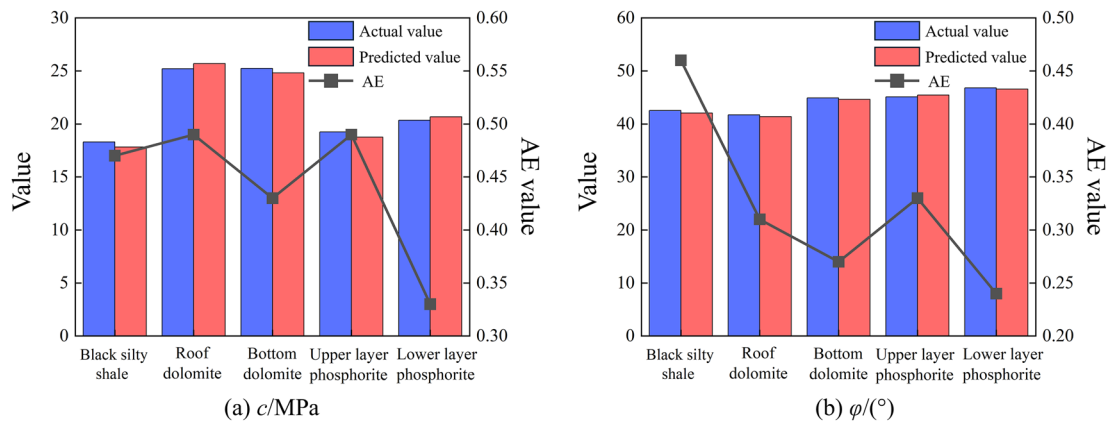 30
25
20
15
10
5
0
Value
0.60
0.55
0.50
0.45
0.40
0.35
0.30
AE value
Actual value
Predicted value
AE
Black silty
shale
Roof
dolomite
Bottom
dolomite
Upper layer
phosphorite
Lower layer
phosphorite
(a) c/MPa
60
50
40
30
20
10
0
Value
0.50
0.45
0.40
0.35
0.30
0.25
0.20
AE value
Actual value
Predicted value
AE
Black silty
shale
Roof
dolomite
Bottom
dolomite
Upper layer
phosphorite
Lower layer
phosphorite
(b) φ/(°)